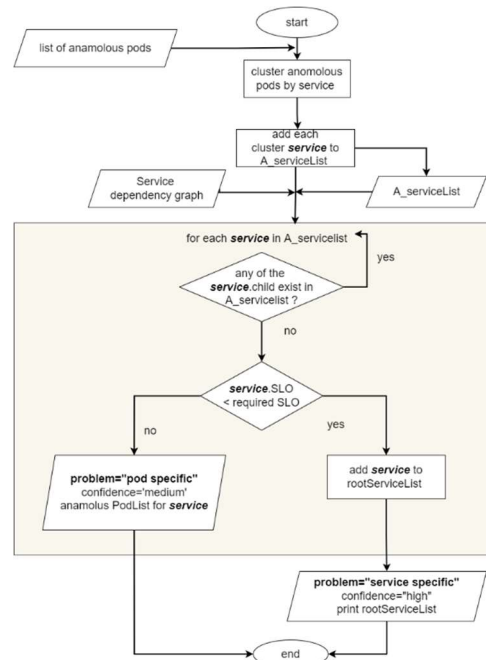 start
list of anamolous pods
cluster anomolous
pods by service
add each
cluster service to
A_serviceList
Service
dependency graph
A_serviceList
for each service in A_servicelist
yes
any of the
service.child exist in
A_servicelist ?
no
service.SLO
< required SLO
no
yes
problem="pod specific"
confidence='medium'
anamolus PodList for service
add service to
rootServiceList
problem="service specific"
confidence="high"
print rootServiceList
end